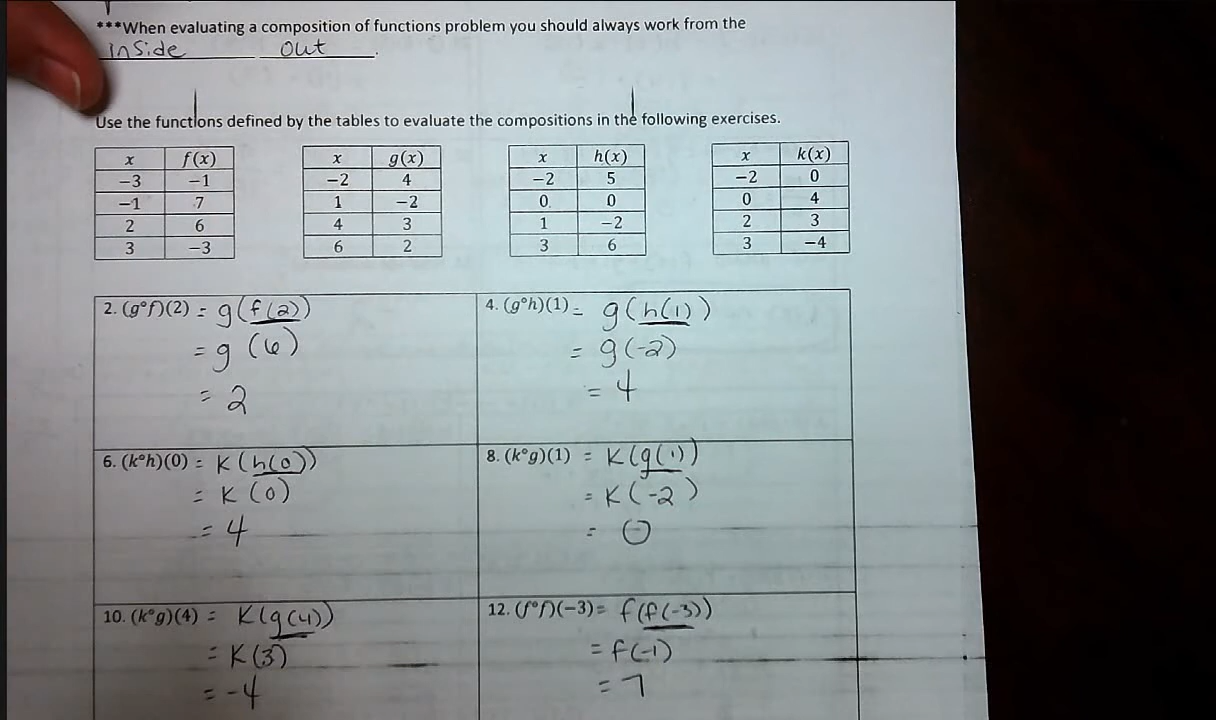 ***When evaluating a composition of functions problem you should always work from the
inside out.
Use the functions defined by the tables to evaluate the compositions in the following exercises.
x f(x)
−3 −1
−1 7
2 6
3 −3
x g(x)
−2 4
1 −2
4 3
6 2
x h(x)
−2 5
0 0
1 −2
3 6
x k(x)
−2 0
0 4
2 3
3 −4
2. (g°f)(2) = g(f(2))
= g (6)
= 2
4. (g°h)(1) = g(h(1))
= g(-2)
= 4
6. (k°h)(0) = K(h(0))
= K(0)
= 4
8. (k°g)(1) = K(g(1))
= K(-2)
= 0
10. (k°g)(4) = K(g(4))
= K(3)
= -4
12. (f°f)(−3) = f(f(-3))
= f(-1)
= 7